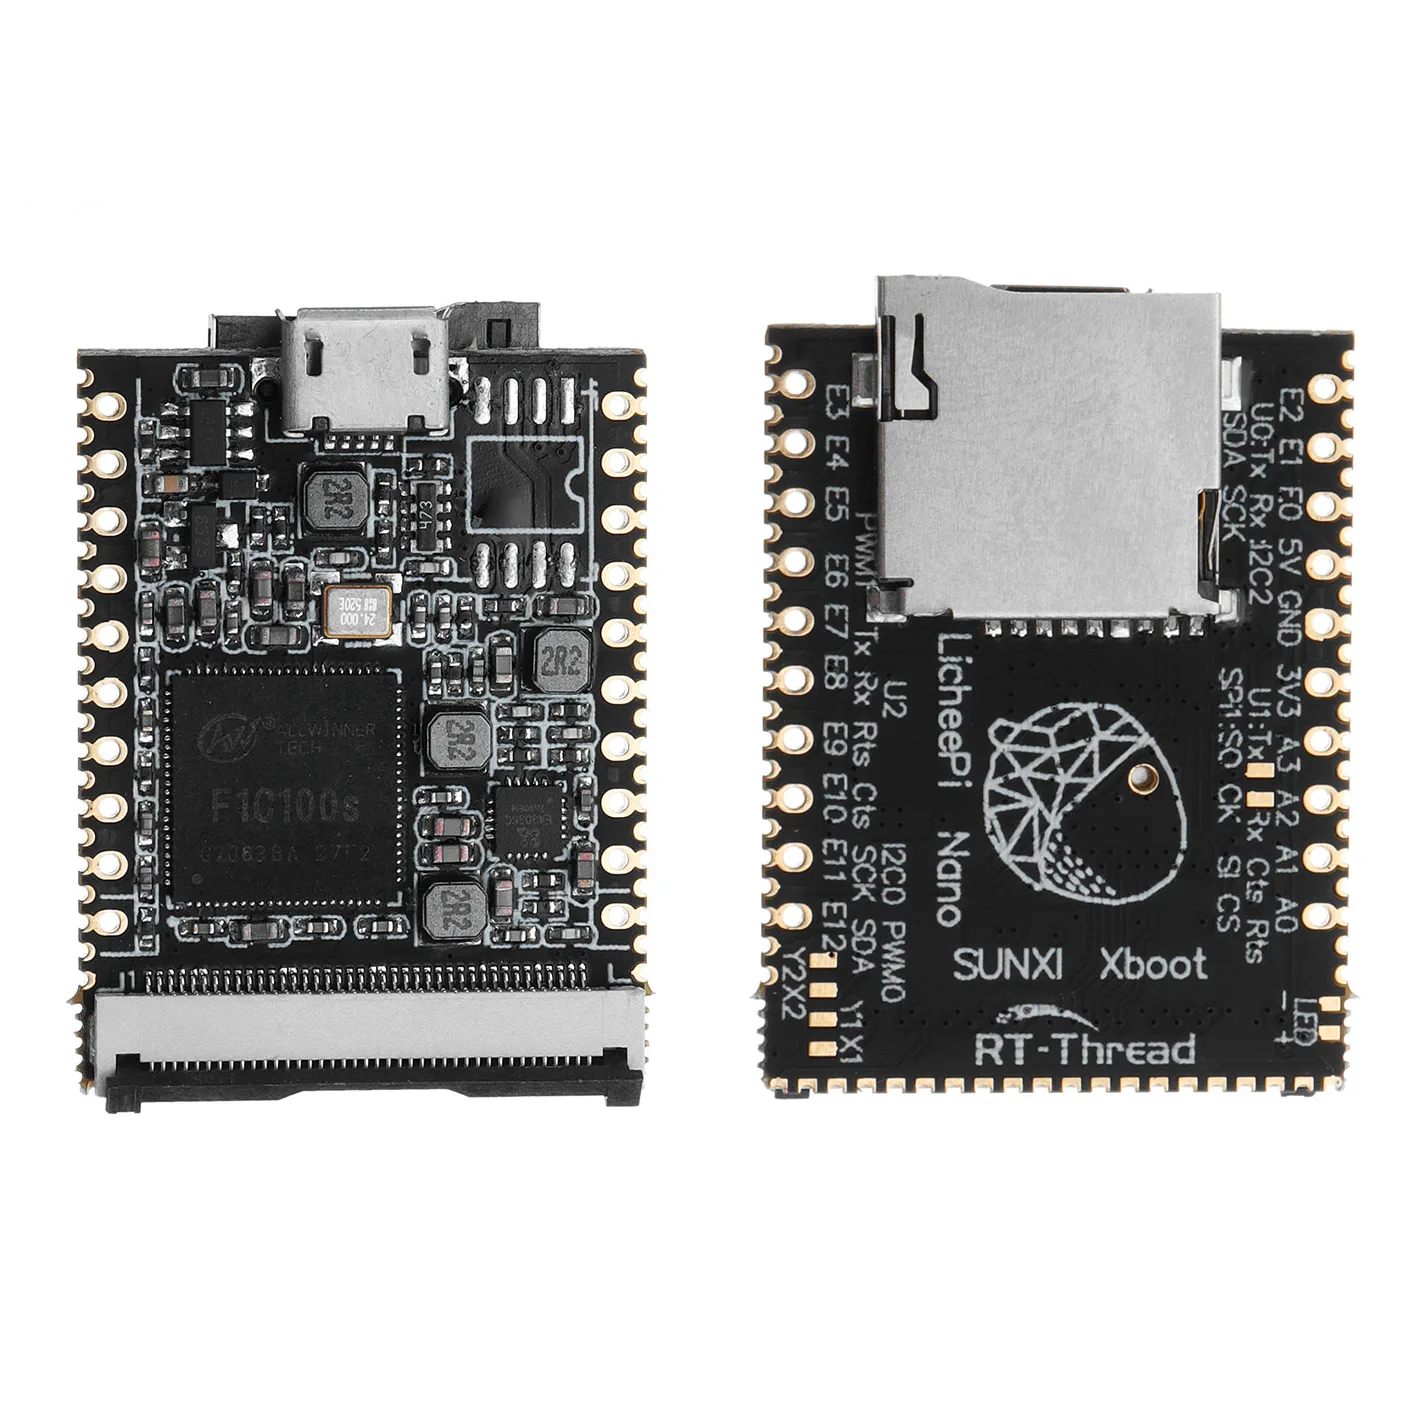 2R2
473
24.000
520E
2R2
2R2
ALLWINNER
TECH
F1C100s
2R2
E3 E4 E5 E6 E7 E8 E9 E10 E11 E12
PWM1 Tx Rx Rts Cts SCK SDA
U2 I2C0 PWM0
Y2X2 Y1X1
LicheePi Nano
SUNXI Xboot
RT-Thread
E2 E1 F0 5V GND 3V3 A3 A2 A1 A0
U0:Tx Rx I2C2 U1:Tx Rx Cts Rts
SDA SCK SPI:SO CK SI CS
- LED +